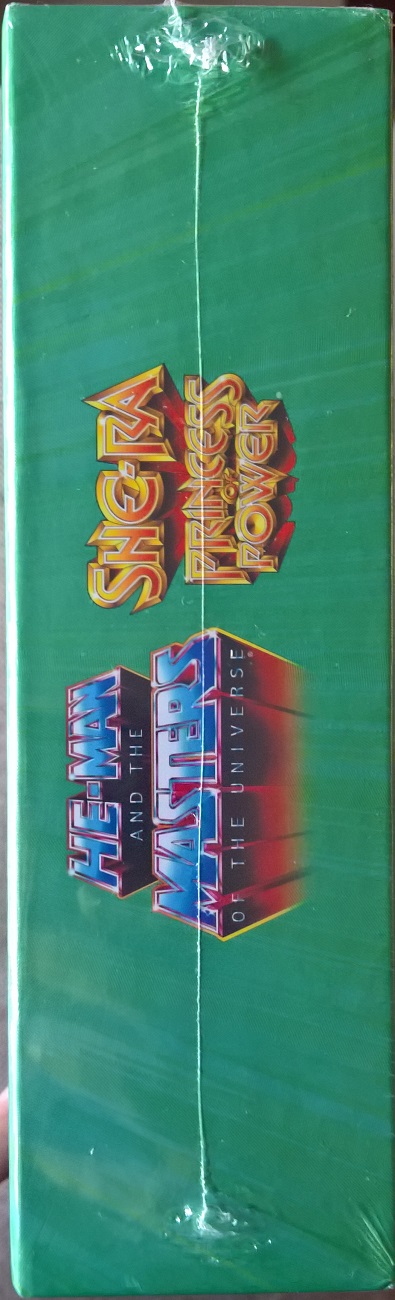 HE-MAN
AND THE
MASTERS
OF THE UNIVERSE®
SHE-RA
PRINCESS
OF
POWER